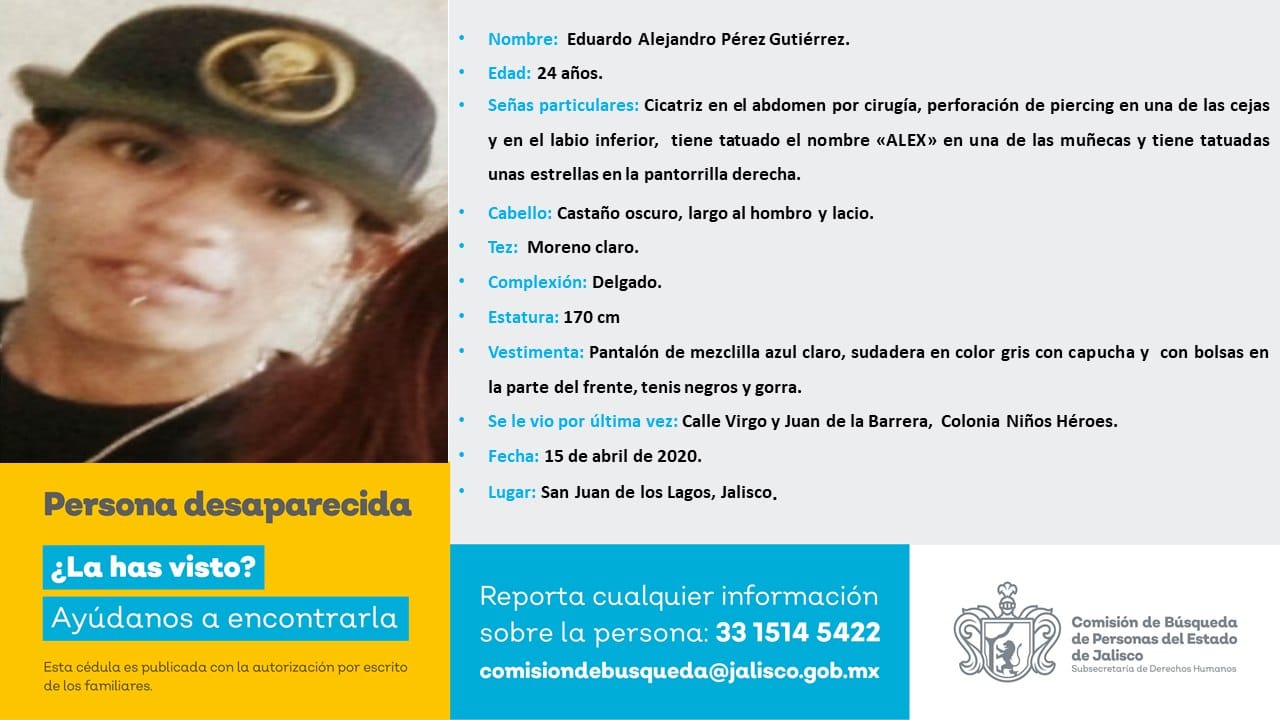 Nombre: Eduardo Alejandro Pérez Gutiérrez.
Edad: 24 años.
Señas particulares: Cicatriz en el abdomen por cirugía, perforación de piercing en una de las cejas
y en el labio inferior, tiene tatuado el nombre «ALEX» en una de las muñecas y tiene tatuadas
unas estrellas en la pantorrilla derecha.
Cabello: Castaño oscuro, largo al hombro y lacio.
Tez: Moreno claro.
Complexión: Delgado.
Estatura: 170 cm
Vestimenta: Pantalón de mezclilla azul claro, sudadera en color gris con capucha y con bolsas en
la parte del frente, tenis negros y gorra.
Se le vio por última vez: Calle Virgo y Juan de la Barrera, Colonia Niños Héroes.
Fecha: 15 de abril de 2020.
Lugar: San Juan de los Lagos, Jalisco.
Persona desaparecida
¿La has visto?
Ayúdanos a encontrarla
Esta cédula es publicada con la autorización por escrito
de los familiares.
Reporta cualquier información
sobre la persona: 33 1514 5422
comisiondebusqueda@jalisco.gob.mx
Comisión de Búsqueda
de Personas del Estado
de Jalisco
Subsecretaría de Derechos Humanos